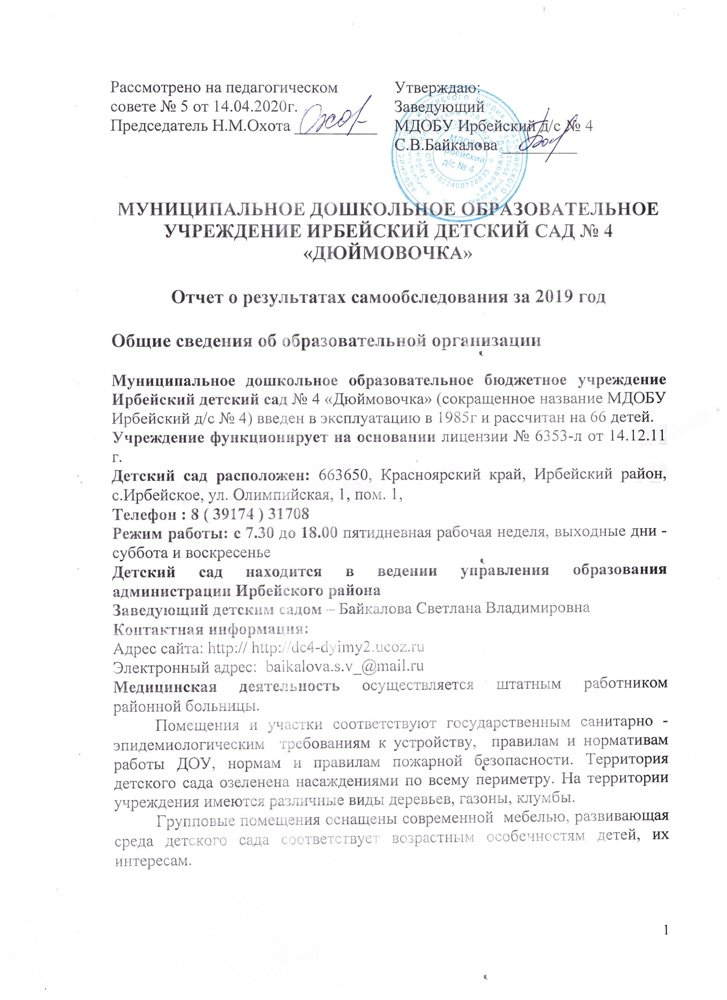 Рассмотрено на педагогическом
совете № 5 от 14.04.2020г.
Председатель Н.М.Охота __________
Утверждаю:
Заведующий
МДОБУ Ирбейский д/с № 4
С.В.Байкалова _________
МДОБУ
Ирбейский
д/с № 4
ОГРН 1022400778839
МУНИЦИПАЛЬНОЕ ДОШКОЛЬНОЕ ОБРАЗОВАТЕЛЬНОЕ
УЧРЕЖДЕНИЕ ИРБЕЙСКИЙ ДЕТСКИЙ САД № 4
«ДЮЙМОВОЧКА»
Отчет о результатах самообследования за 2019 год
Общие сведения об образовательной организации
Муниципальное дошкольное образовательное бюджетное учреждение
Ирбейский детский сад № 4 «Дюймовочка» (сокращенное название МДОБУ
Ирбейский д/с № 4) введен в эксплуатацию в 1985г и рассчитан на 66 детей.
Учреждение функционирует на основании лицензии № 6353-л от 14.12.11
г.
Детский сад расположен: 663650, Красноярский край, Ирбейский район,
с.Ирбейское, ул. Олимпийская, 1, пом. 1,
Телефон : 8 ( 39174 ) 31708
Режим работы: с 7.30 до 18.00 пятидневная рабочая неделя, выходные дни -
суббота и воскресенье
Детский сад находится в ведении управления образования
администрации Ирбейского района
Заведующий детским садом – Байкалова Светлана Владимировна
Контактная информация:
Адрес сайта: http:// http://dc4-dyimy2.ucoz.ru
Электронный адрес: baikalova.s.v_@mail.ru
Медицинская деятельность осуществляется штатным работником
районной больницы.
Помещения и участки соответствуют государственным санитарно -
эпидемиологическим требованиям к устройству, правилам и нормативам
работы ДОУ, нормам и правилам пожарной безопасности. Территория
детского сада озеленена насаждениями по всему периметру. На территории
учреждения имеются различные виды деревьев, газоны, клумбы.
Групповые помещения оснащены современной мебелью, развивающая
среда детского сада соответствует возрастным особенностям детей, их
интересам.
1